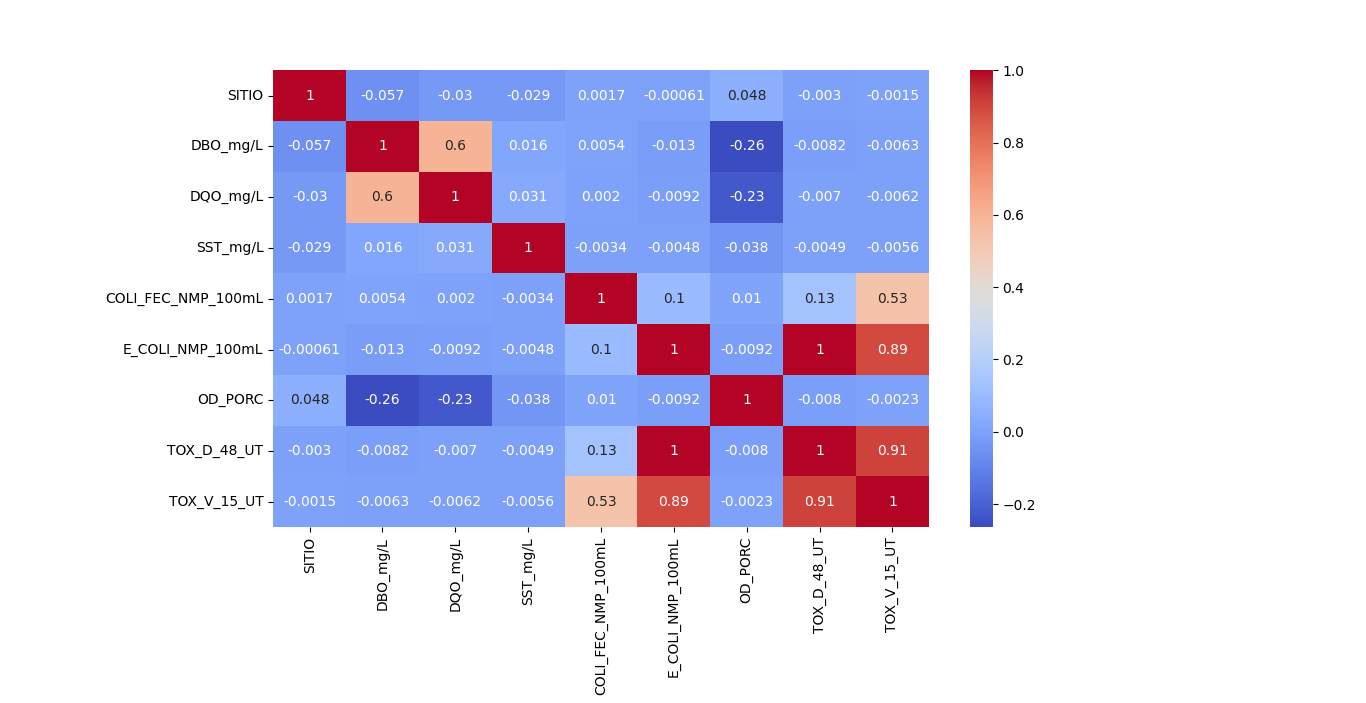 SITIO 1 -0.057 -0.03 -0.029 0.0017 -0.00061 0.048 -0.003 -0.0015
DBO_mg/L -0.057 1 0.6 0.016 0.0054 -0.013 -0.26 -0.0082 -0.0063
DQO_mg/L -0.03 0.6 1 0.031 0.002 -0.0092 -0.23 -0.007 -0.0062
SST_mg/L -0.029 0.016 0.031 1 -0.0034 -0.0048 -0.038 -0.0049 -0.0056
COLI_FEC_NMP_100mL 0.0017 0.0054 0.002 -0.0034 1 0.1 0.01 0.13 0.53
E_COLI_NMP_100mL -0.00061 -0.013 -0.0092 -0.0048 0.1 1 -0.0092 1 0.89
OD_PORC 0.048 -0.26 -0.23 -0.038 0.01 -0.0092 1 -0.008 -0.0023
TOX_D_48_UT -0.003 -0.0082 -0.007 -0.0049 0.13 1 -0.008 1 0.91
TOX_V_15_UT -0.0015 -0.0063 -0.0062 -0.0056 0.53 0.89 -0.0023 0.91 1
SITIO
DBO_mg/L
DQO_mg/L
SST_mg/L
COLI_FEC_NMP_100mL
E_COLI_NMP_100mL
OD_PORC
TOX_D_48_UT
TOX_V_15_UT
1.0
0.8
0.6
0.4
0.2
0.0
−0.2